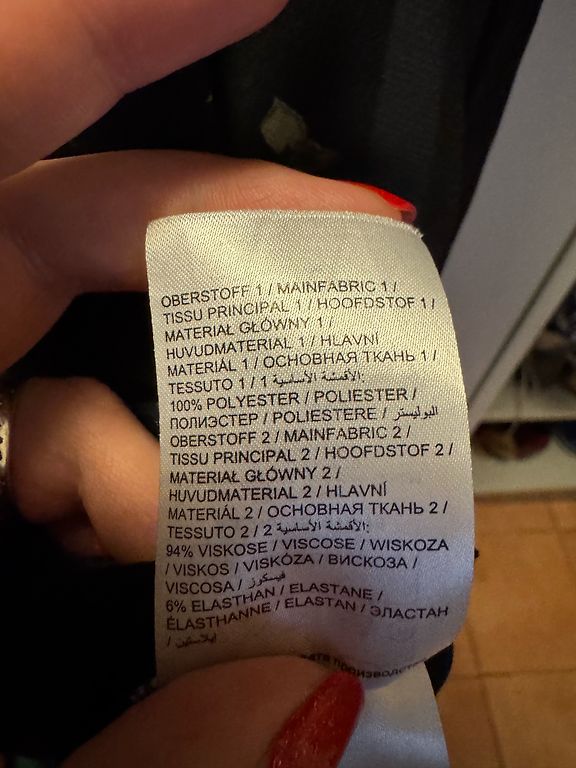 OBERSTOFF 1 / MAINFABRIC 1 /
TISSU PRINCIPAL 1 / HOOFDSTOF 1 /
MATERIAŁ GŁÓWNY 1 /
HUVUDMATERIAL 1 / HLAVNÍ
MATERIÁL 1 / ОСНОВНАЯ ТКАНЬ 1 /
TESSUTO 1 / 1 الأقمشة الأساسية:
100% POLYESTER / POLIESTER /
ПОЛИЭСТЕР / POLIESTERE / البوليستر
OBERSTOFF 2 / MAINFABRIC 2 /
TISSU PRINCIPAL 2 / HOOFDSTOF 2 /
MATERIAŁ GŁÓWNY 2 /
HUVUDMATERIAL 2 / HLAVNÍ
MATERIÁL 2 / ОСНОВНАЯ ТКАНЬ 2 /
TESSUTO 2 / 2 الأقمشة الأساسية:
94% VISKOSE / VISCOSE / WISKOZA
/ VISKOS / VISKÓZA / ВИСКОЗА /
VISCOSA / فيسكوز
6% ELASTHAN / ELASTANE /
ÉLASTHANNE / ELASTAN / ЭЛАСТАН
/ إيلاستين